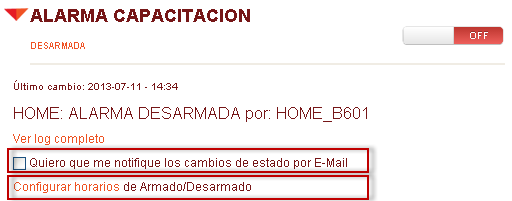 ALARMA CAPACITACION
OFF
DESARMADA
Último cambio: 2013-07-11 - 14:34
HOME: ALARMA DESARMADA por: HOME_B601
Ver log completo
Quiero que me notifique los cambios de estado por E-Mail
Configurar horarios de Armado/Desarmado